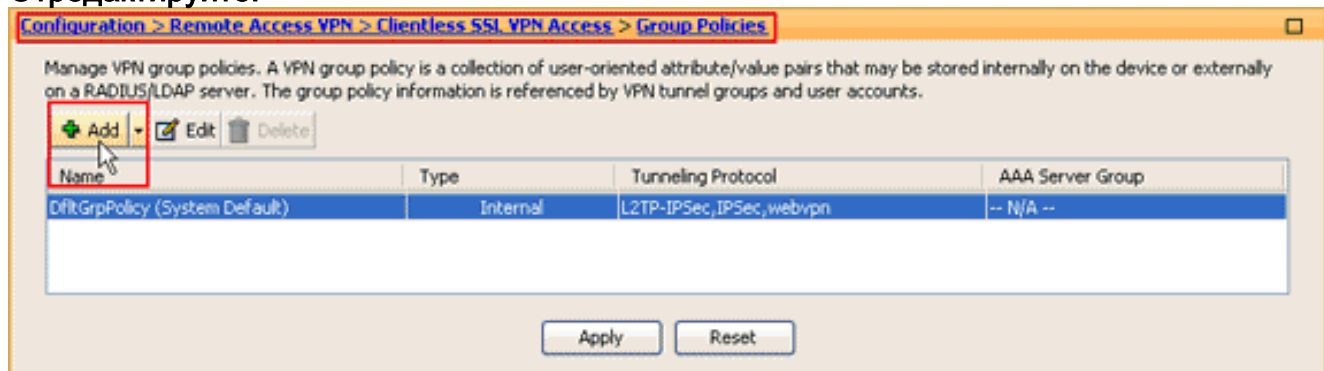 Отредактируйте.
Configuration > Remote Access VPN > Clientless SSL VPN Access > Group Policies
Manage VPN group policies. A VPN group policy is a collection of user-oriented attribute/value pairs that may be stored internally on the device or externally
on a RADIUS/LDAP server. The group policy information is referenced by VPN tunnel groups and user accounts.
Add Edit Delete
Name Type Tunneling Protocol AAA Server Group
DfltGrpPolicy (System Default) Internal L2TP-IPSec,IPSec,webvpn -- N/A --
Apply Reset